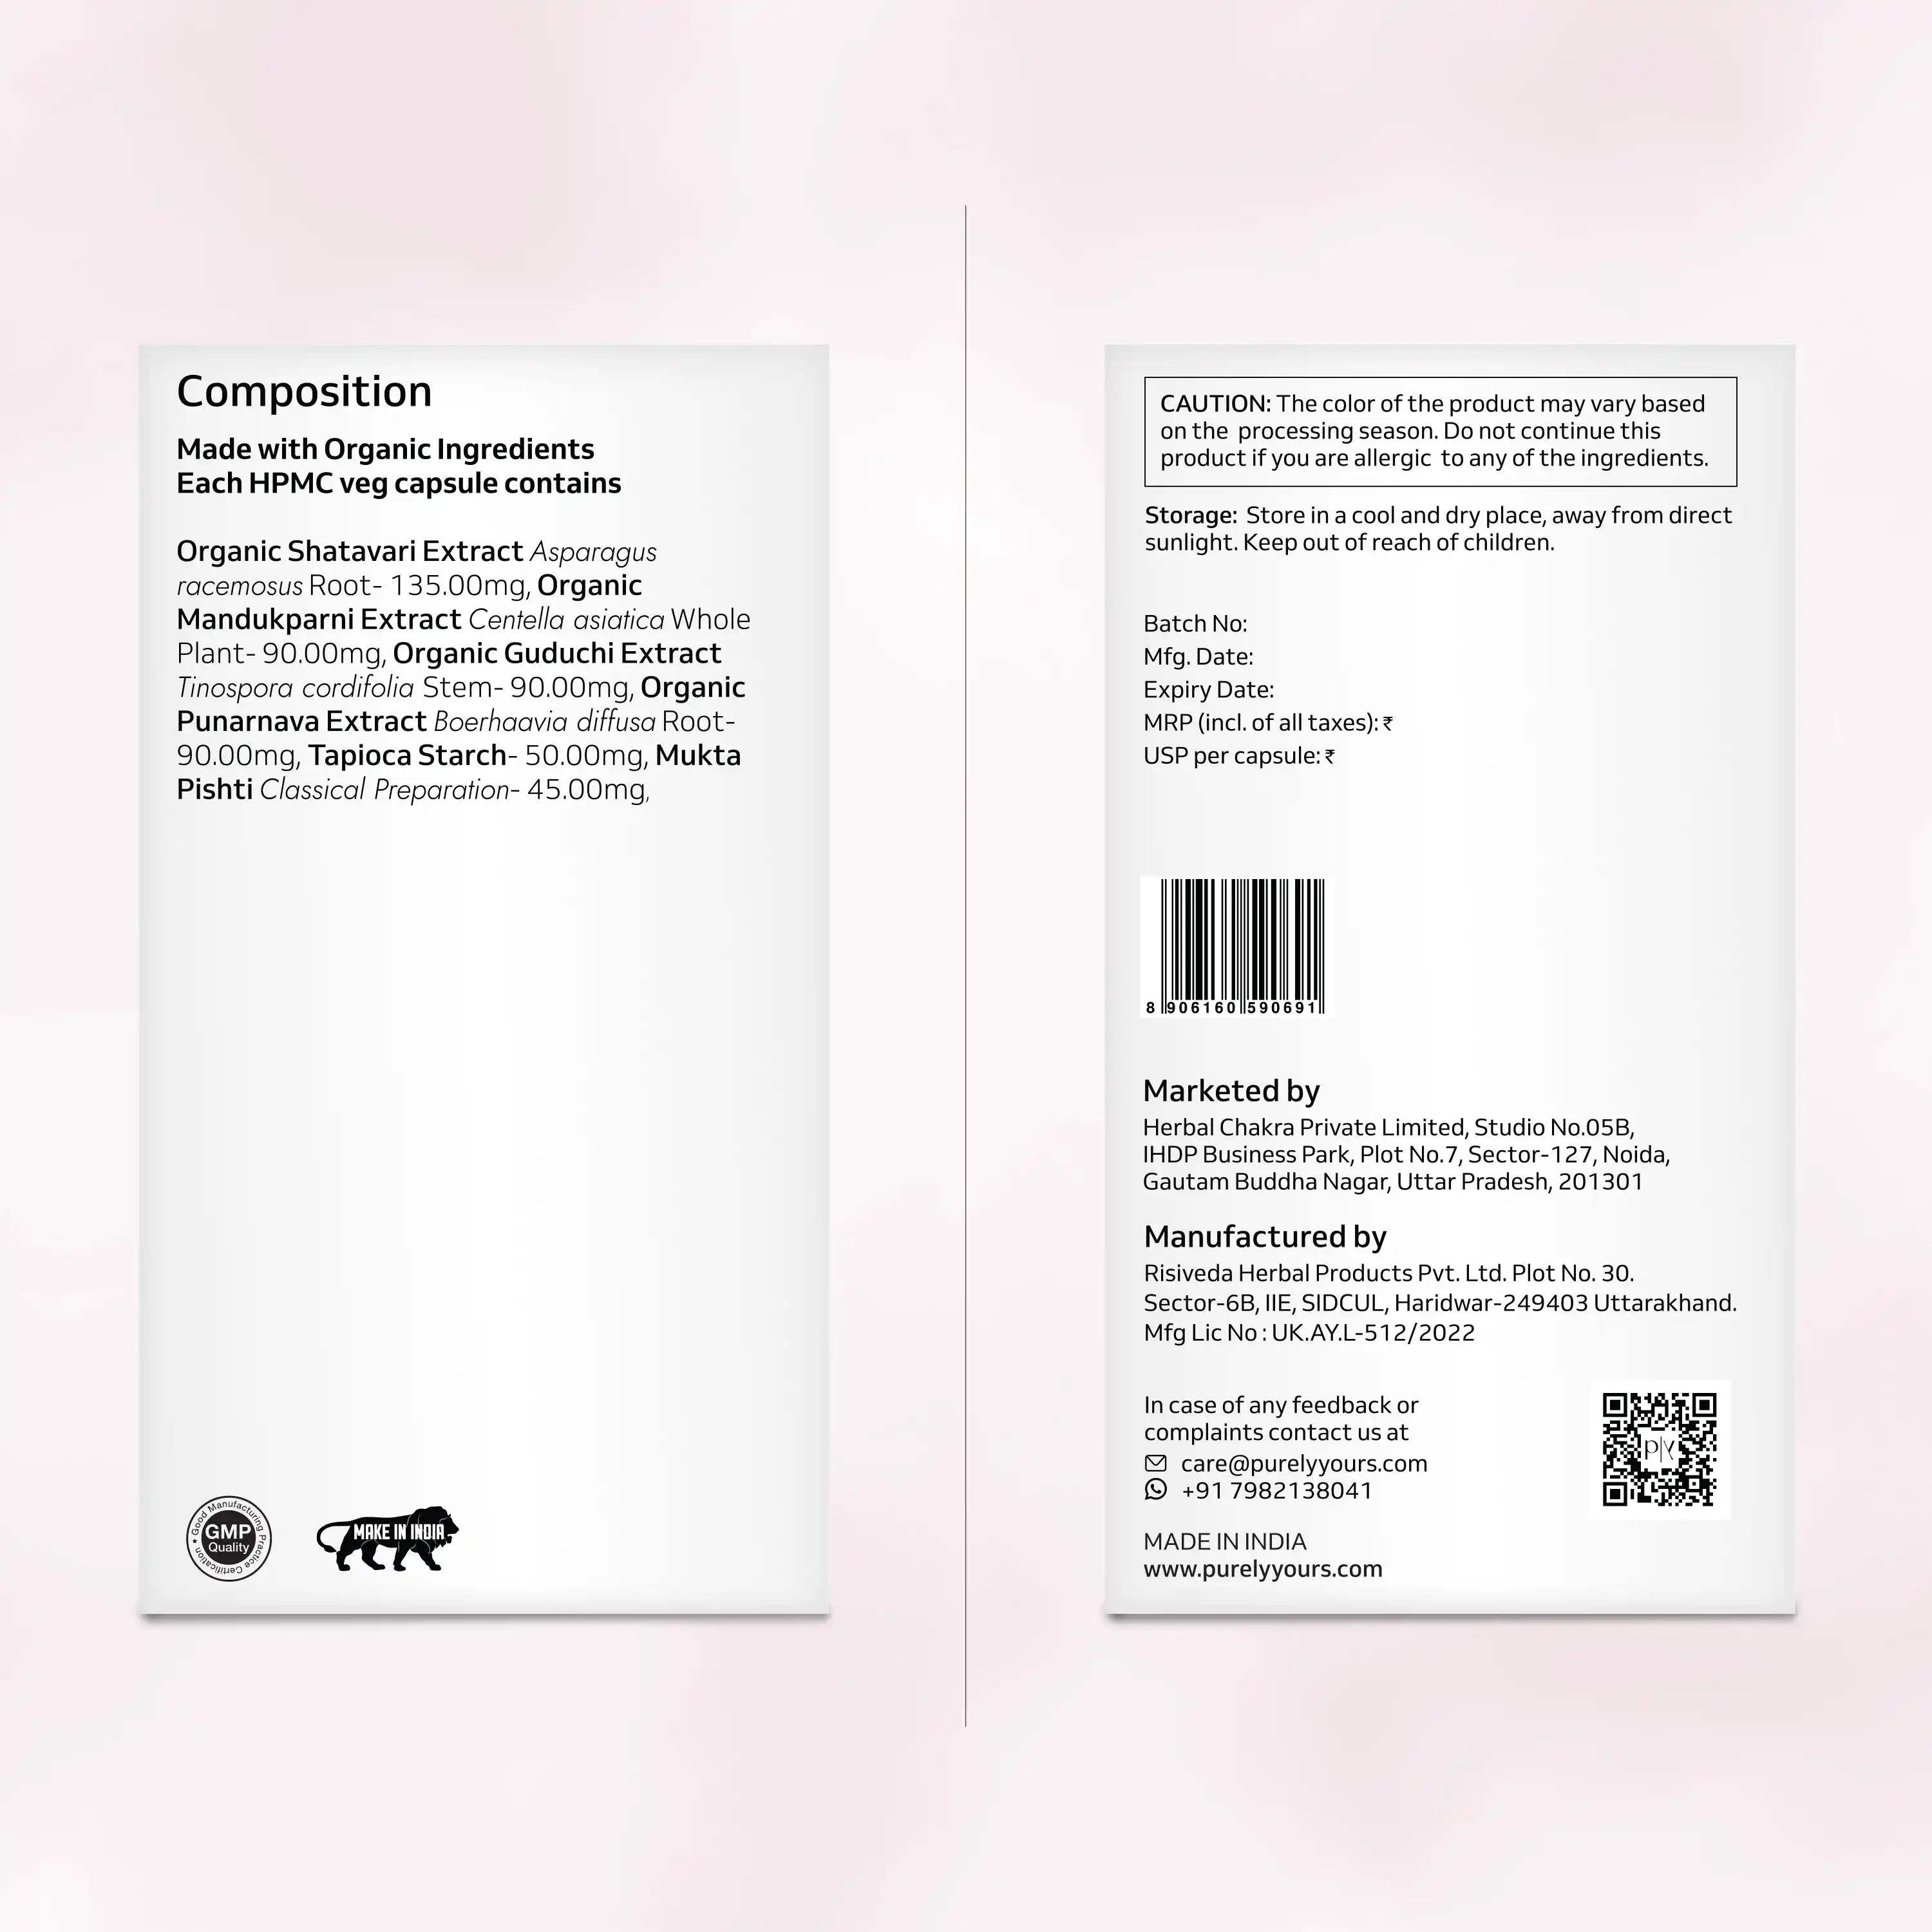 Composition
Made with Organic Ingredients
Each HPMC veg capsule contains
Organic Shatavari Extract Asparagus
racemosus Root- 135.00mg, Organic
Mandukparni Extract Centella asiatica Whole
Plant- 90.00mg, Organic Guduchi Extract
Tinospora cordifolia Stem- 90.00mg, Organic
Punarnava Extract Boerhaavia diffusa Root-
90.00mg, Tapioca Starch- 50.00mg, Mukta
Pishti Classical Preparation- 45.00mg,
Good Manufacturing Practice Certification
GMP
Quality
MAKE IN INDIA
CAUTION: The color of the product may vary based
on the processing season. Do not continue this
product if you are allergic to any of the ingredients.
Storage: Store in a cool and dry place, away from direct
sunlight. Keep out of reach of children.
Batch No:
Mfg. Date:
Expiry Date:
MRP (incl. of all taxes): ₹
USP per capsule: ₹
8 906160 590691
Marketed by
Herbal Chakra Private Limited, Studio No.05B,
IHDP Business Park, Plot No.7, Sector-127, Noida,
Gautam Buddha Nagar, Uttar Pradesh, 201301
Manufactured by
Risiveda Herbal Products Pvt. Ltd. Plot No. 30.
Sector-6B, IIE, SIDCUL, Haridwar-249403 Uttarakhand.
Mfg Lic No : UK.AY.L-512/2022
In case of any feedback or
complaints contact us at
care@purelyyours.com
+91 7982138041
p|y
MADE IN INDIA
www.purelyyours.com